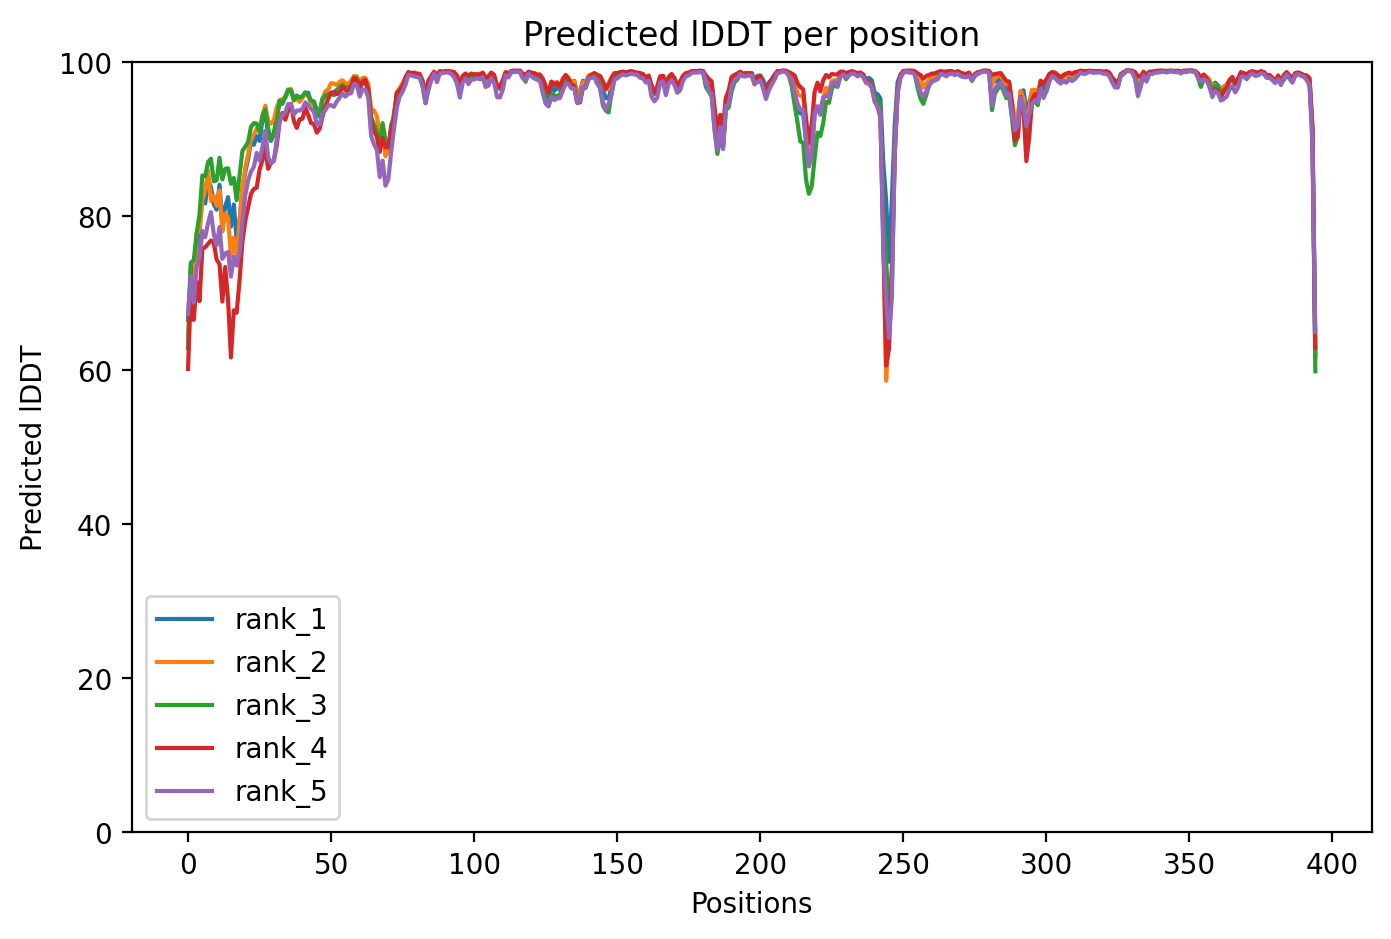 Predicted lDDT per position
100
80
60
40
20
0
Predicted lDDT
rank_1
rank_2
rank_3
rank_4
rank_5
0 50 100 150 200 250 300 350 400
Positions